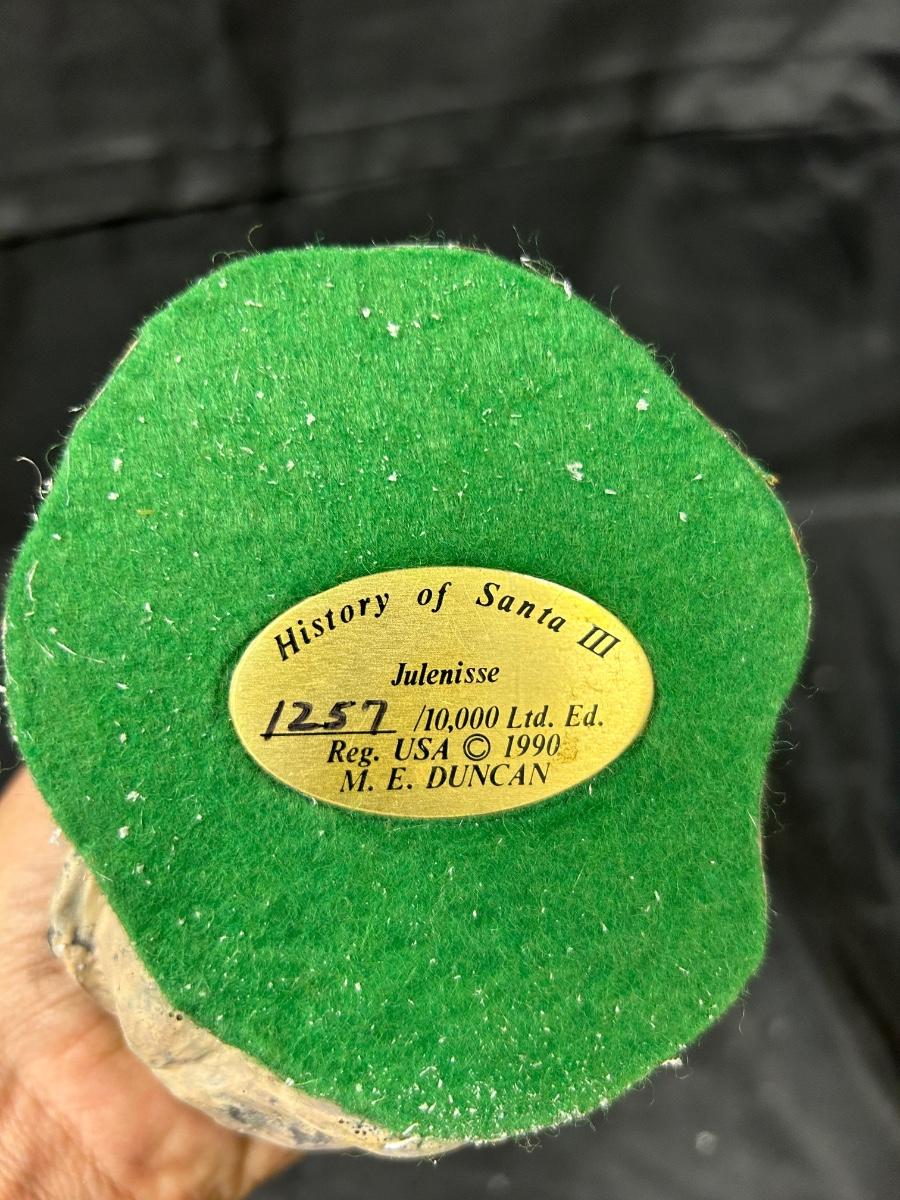 History of Santa III
Julenisse
1257 /10,000 Ltd. Ed.
Reg. USA © 1990
M. E. DUNCAN